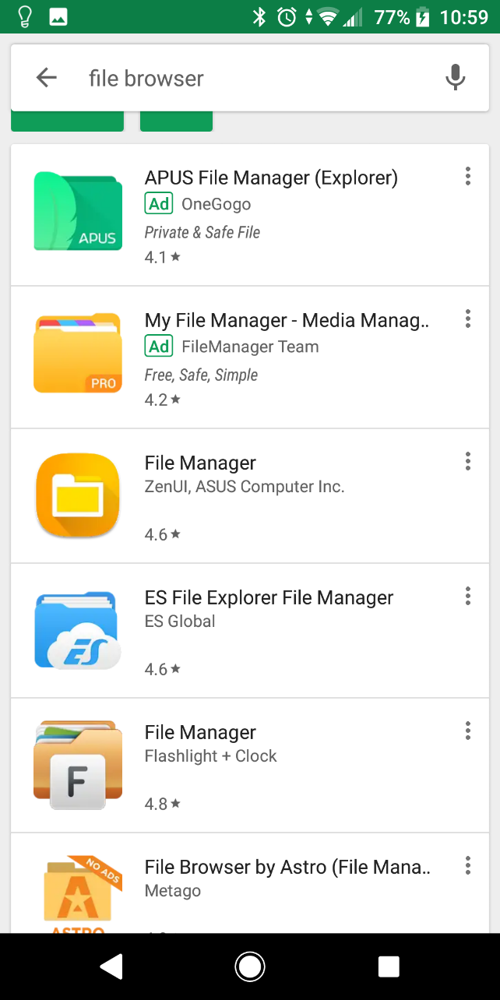 77% 10:59
file browser
APUS File Manager (Explorer)
Ad OneGogo
Private & Safe File
4.1★
APUS
My File Manager - Media Manag..
Ad FileManager Team
Free, Safe, Simple
4.2★
PRO
File Manager
ZenUI, ASUS Computer Inc.
4.6★
ES File Explorer File Manager
ES Global
4.6★
ES
File Manager
Flashlight + Clock
4.8★
F
File Browser by Astro (File Mana..
Metago
NO ADS
A
ASTRO